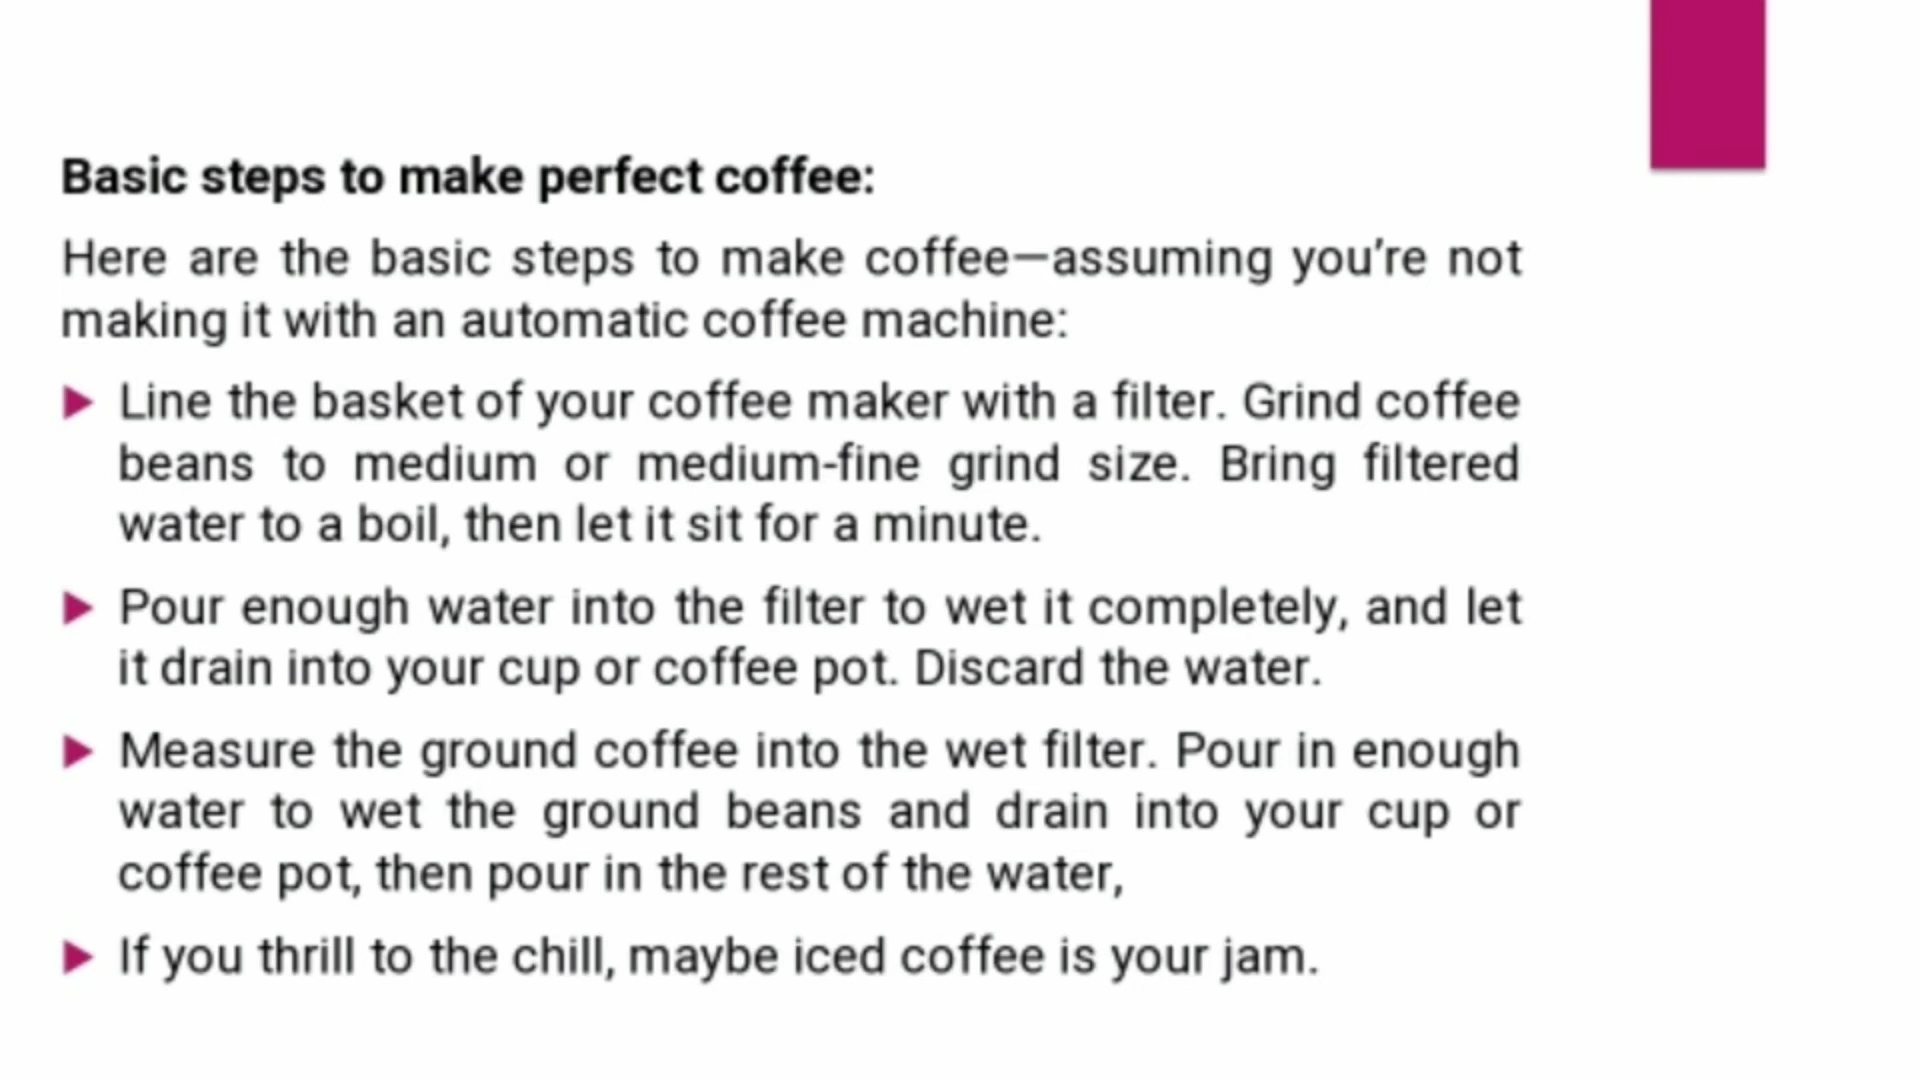 Basic steps to make perfect coffee:
Here are the basic steps to make coffee—assuming you’re not
making it with an automatic coffee machine:
Line the basket of your coffee maker with a filter. Grind coffee
beans to medium or medium-fine grind size. Bring filtered
water to a boil, then let it sit for a minute.
Pour enough water into the filter to wet it completely, and let
it drain into your cup or coffee pot. Discard the water.
Measure the ground coffee into the wet filter. Pour in enough
water to wet the ground beans and drain into your cup or
coffee pot, then pour in the rest of the water,
If you thrill to the chill, maybe iced coffee is your jam.